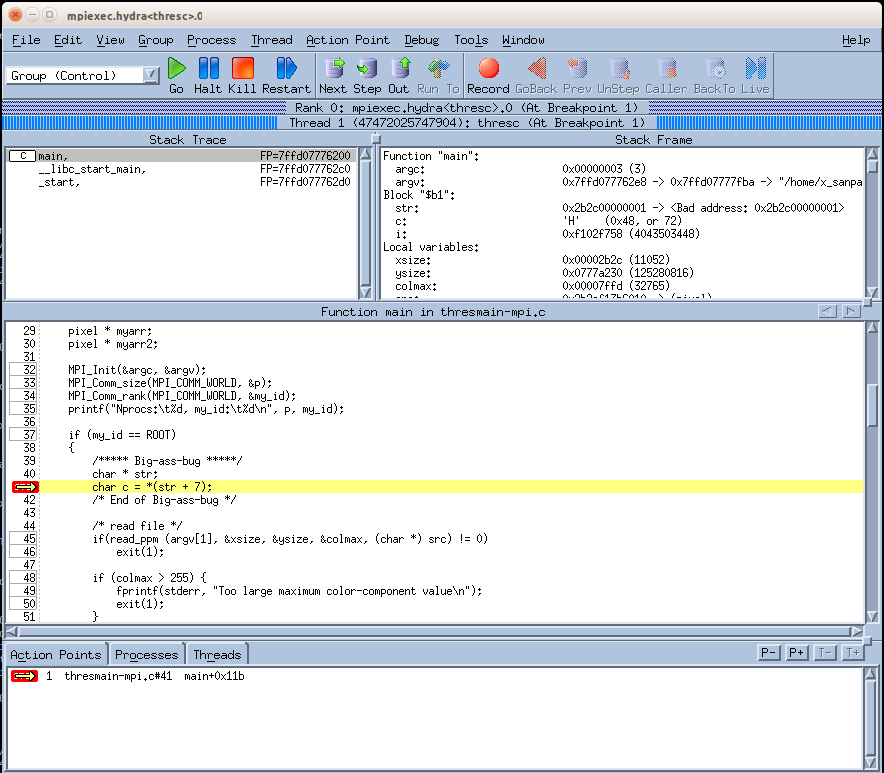 mpiexec.hydra<thresc>.0
File Edit View Group Process Thread Action Point Debug Tools Window Help
Group (Control)
Go Halt Kill Restart Next Step Out Run To Record GoBack Prev UnStep Caller BackTo Live
Rank 0: mpiexec.hydra<thresc>.0 (At Breakpoint 1)
Thread 1 (47472025747904): thresc (At Breakpoint 1)
Stack Trace
C main, FP=7ffd07776200
__libc_start_main, FP=7ffd077762c0
_start, FP=7ffd077762d0
Stack Frame
Function "main":
argc: 0x00000003 (3)
argv: 0x7ffd077762e8 -> 0x7ffd07777fba -> "/home/x_sanpa
Block "$b1":
str: 0x2b2c00000001 -> <Bad address: 0x2b2c00000001>
c: 'H' (0x48, or 72)
i: 0xf102f758 (4043503448)
Local variables:
xsize: 0x00002b2c (11052)
ysize: 0x0777a230 (125280816)
colmax: 0x00007ffd (32765)
Function main in thresmain-mpi.c
29 pixel * myarr;
30 pixel * myarr2;
31
32 MPI_Init(&argc, &argv);
33 MPI_Comm_size(MPI_COMM_WORLD, &p);
34 MPI_Comm_rank(MPI_COMM_WORLD, &my_id);
35 printf("Nprocs:\t%d, my_id:\t%d\n", p, my_id);
36
37 if (my_id == ROOT)
38 {
39 /***** Big-ass-bug *****/
40 char * str;
char c = *(str + 7);
42 /* End of Big-ass-bug */
43
44 /* read file */
45 if(read_ppm (argv[1], &xsize, &ysize, &colmax, (char *) src) != 0)
46 exit(1);
47
48 if (colmax > 255) {
49 fprintf(stderr, "Too large maximum color-component value\n");
50 exit(1);
51 }
Action Points Processes Threads P- P+ T- T+
1 thresmain-mpi.c#41 main+0x11b